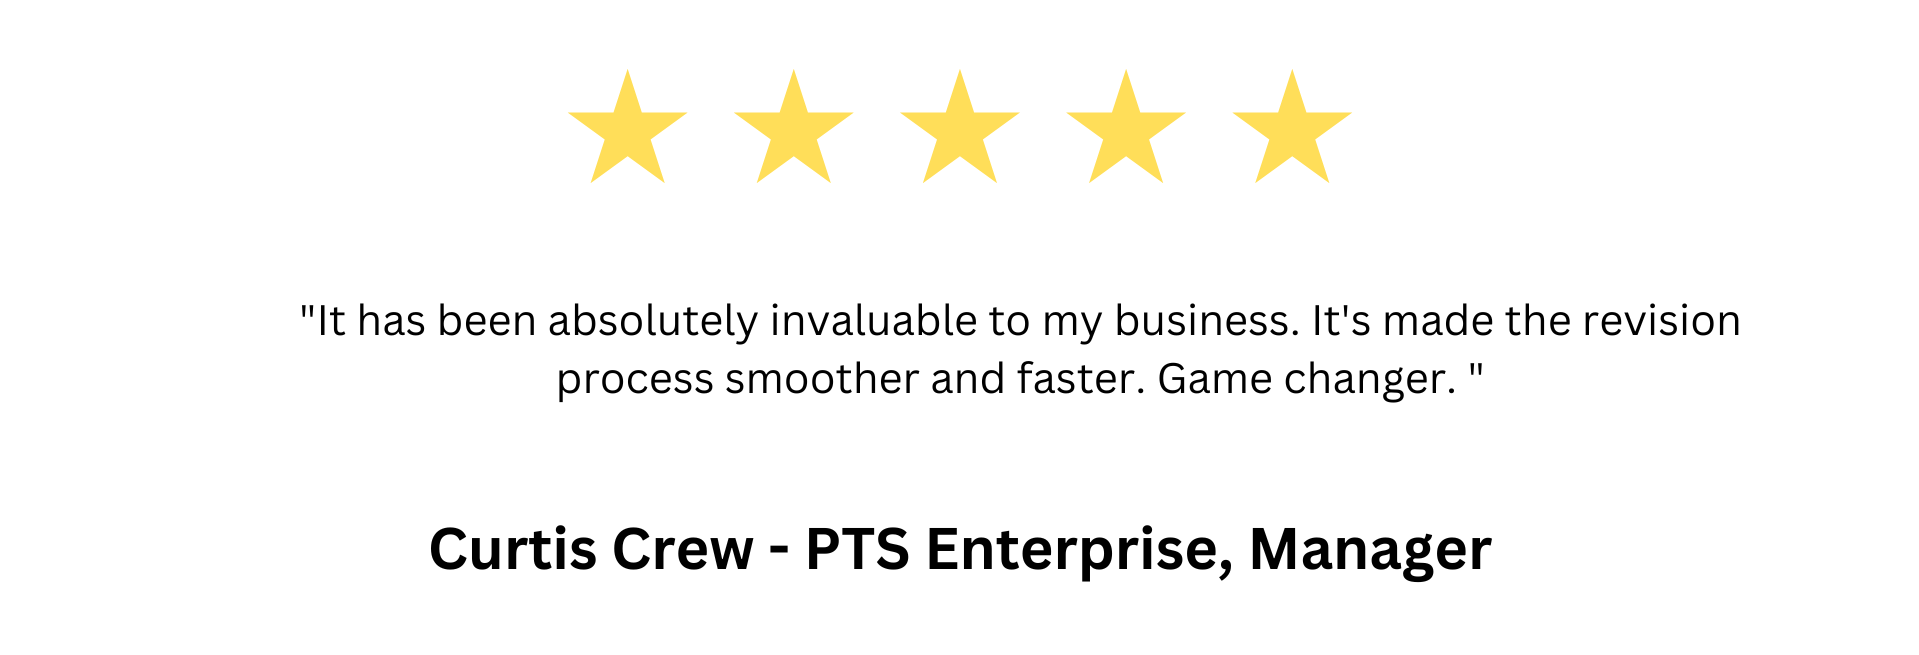 "It has been absolutely invaluable to my business. It's made the revision
process smoother and faster. Game changer. "
Curtis Crew - PTS Enterprise, Manager